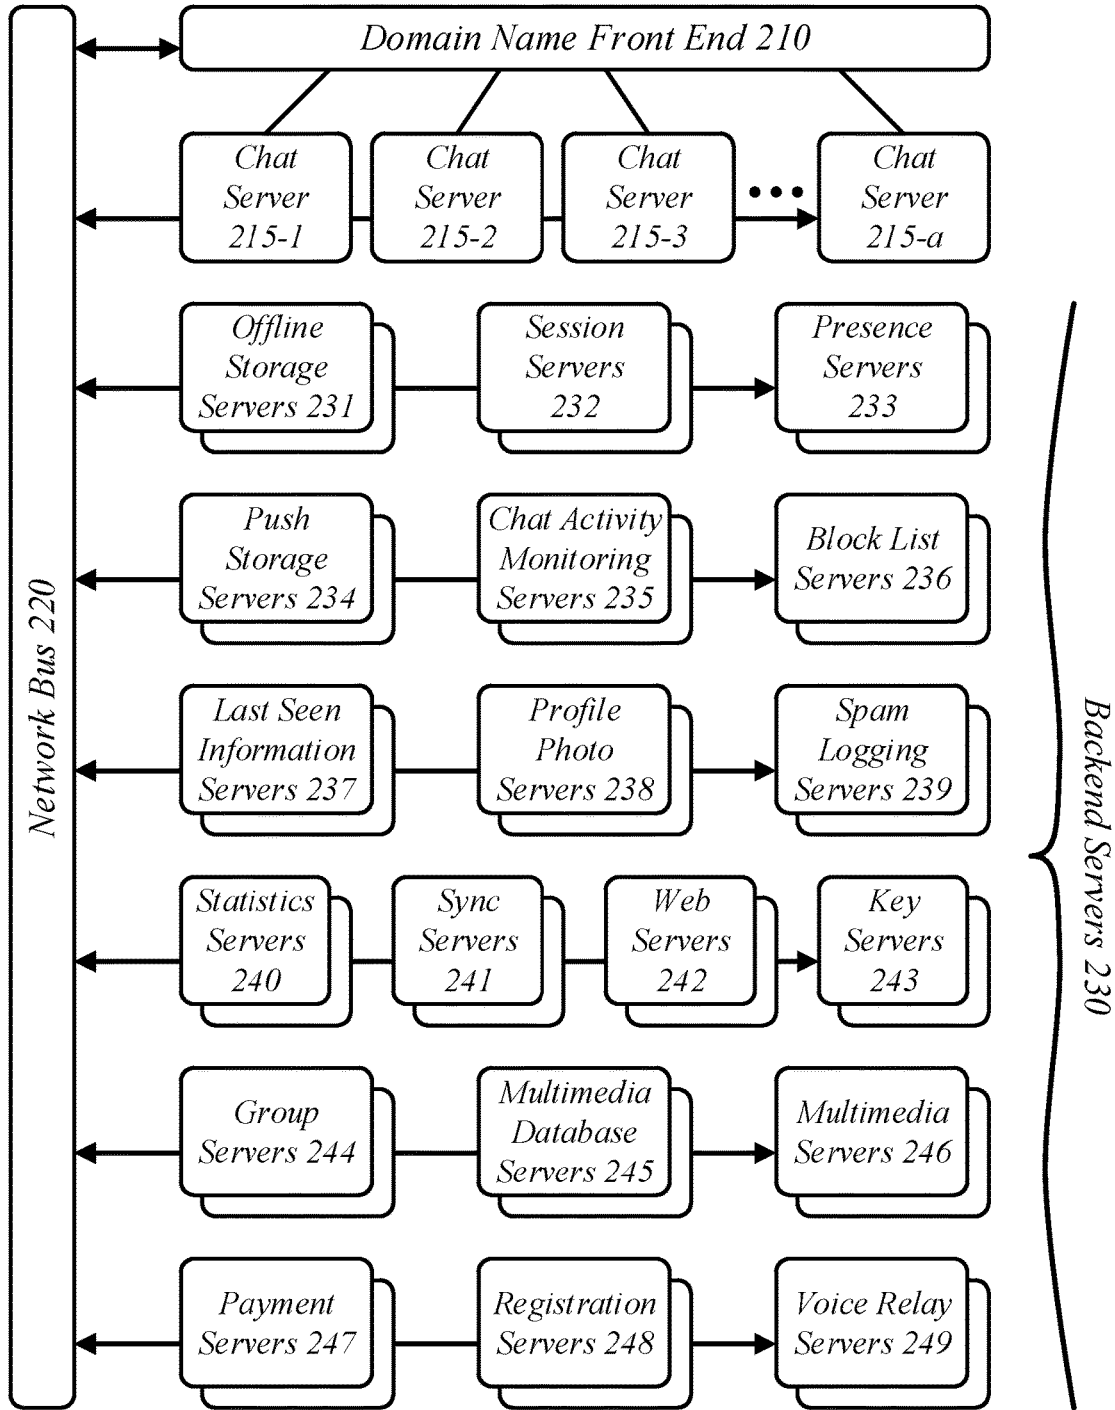 Domain Name Front End 210
Chat
Server
215-1
Chat
Server
215-2
Chat
Server
215-3
Chat
Server
215-a
Offline
Storage
Servers 231
Session
Servers
232
Presence
Servers
233
Push
Storage
Servers 234
Chat Activity
Monitoring
Servers 235
Block List
Servers 236
Last Seen
Information
Servers 237
Profile
Photo
Servers 238
Spam
Logging
Servers 239
Statistics
Servers
240
Sync
Servers
241
Web
Servers
242
Key
Servers
243
Group
Servers 244
Multimedia
Database
Servers 245
Multimedia
Servers 246
Payment
Servers 247
Registration
Servers 248
Voice Relay
Servers 249
Network Bus 220
Backend Servers 230